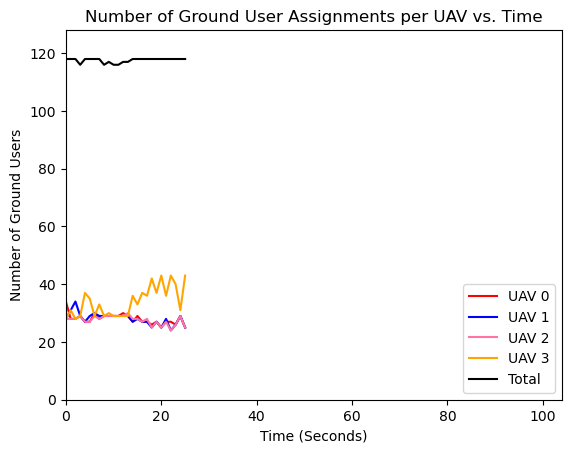 Number of Ground User Assignments per UAV vs. Time
Number of Ground Users
120
100
80
60
40
20
0
0 20 40 60 80 100
Time (Seconds)
UAV 0
UAV 1
UAV 2
UAV 3
Total